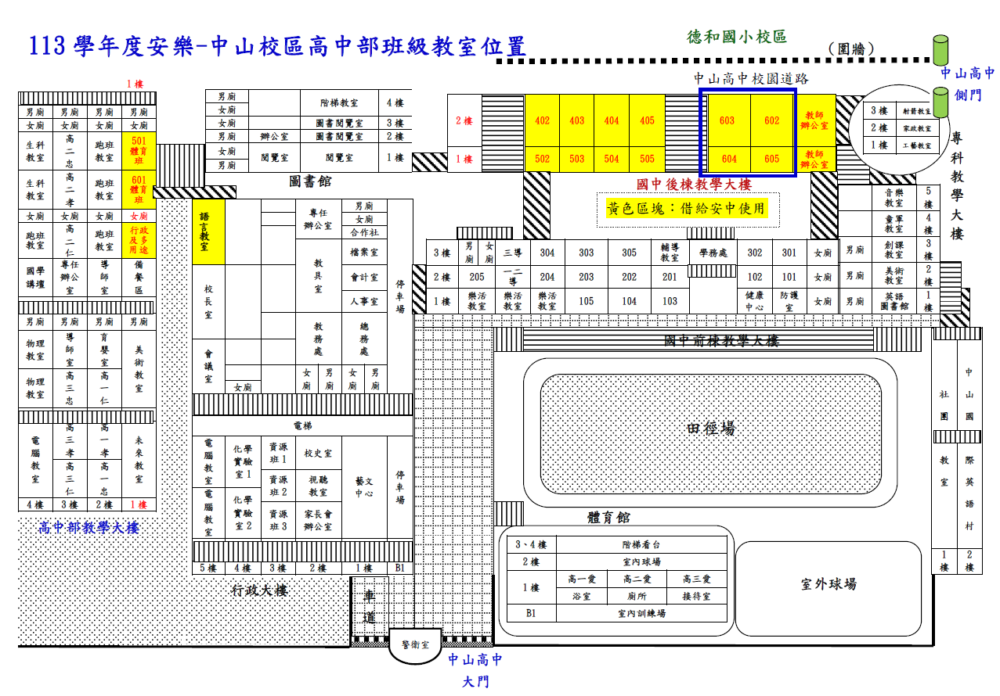 113 學年度安樂-中山校區高中部班級教室位置
德和國小校區
(圍牆)
中山高中
側門
中山高中校園道路
1 樓
男廁 男廁 男廁 男廁
女廁 女廁 女廁 女廁
生科教室 高二忠 跑班教室 501 體育班
生科教室 高二孝 跑班教室 601 體育班
女廁 女廁 女廁 女廁
跑班教室 高二仁 跑班教室 行政及多用途
國學講壇 專任辦公室 導師室 備餐區
男廁 男廁 男廁 男廁
物理教室 導師室 育嬰室 美術教室
物理教室 高三忠 高一仁
電腦教室 高三孝 高一孝 未來教室
高三仁 高一忠
4 樓 3 樓 2 樓 1 樓
高中部教學大樓
男廁 階梯教室 4 樓
女廁
女廁 圖書閱覽室 3 樓
男廁 辦公室 圖書閱覽室 2 樓
女廁 閱覽室 閱覽室 1 樓
男廁
圖書館
2 樓 402 403 404 405 603 602 教師辦公室
1 樓 502 503 504 505 604 605 教師辦公室
國中後棟教學大樓
黃色區塊：借給安中使用
3 樓 射箭教室
2 樓 家政教室
1 樓 工藝教室
專科教學大樓
語言教室 專任辦公室 男廁
女廁
合作社
校長室 教具室 檔案室 停車場
會計室
人事室
會議室 教務處 總務處
女廁 女廁 男廁 女廁 男廁
電梯
電腦教室 化學實驗室1 資源班1 校史室 藝文中心 停車場
資源班2 視聽教室
電腦教室 化學實驗室2 資源班3 家長會辦公室
5 樓 4 樓 3 樓 2 樓 1 樓 B1
行政大樓
3 樓 男廁 女廁 三導 304 303 305 輔導教室 學務處 302 301 女廁 男廁
2 樓 205 一二導 204 203 202 201 102 101 女廁 男廁
1 樓 樂活教室 樂活教室 樂活教室 105 104 103 健康中心 防護室 女廁 男廁
音樂教室 5樓
童軍教室 4樓
創課教室 3樓
美術教室 2樓
英語圖書館 1樓
國中前棟教學大樓
田徑場
社團教室 中山國際英語村
1樓 2樓
體育館
3、4 樓 階梯看台
2 樓 室內球場
1 樓 高一愛 高二愛 高三愛
浴室 廁所 接待室
B1 室內訓練場
室外球場
車道
警衛室
中山高中
大門